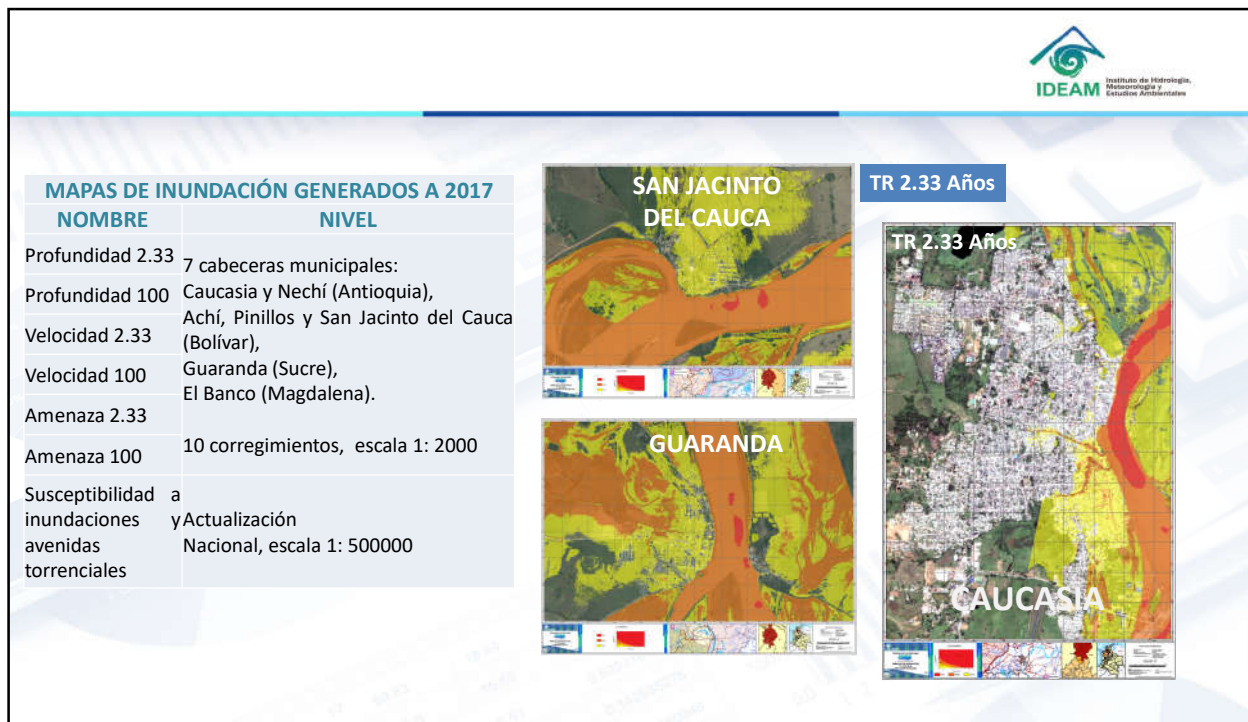 IDEAM
Instituto de Hidrología,
Meteorología y
Estudios Ambientales
MAPAS DE INUNDACIÓN GENERADOS A 2017
NOMBRE NIVEL
Profundidad 2.33
Profundidad 100
Velocidad 2.33
Velocidad 100
Amenaza 2.33
Amenaza 100
7 cabeceras municipales:
Caucasia y Nechí (Antioquia),
Achí, Pinillos y San Jacinto del Cauca
(Bolívar),
Guaranda (Sucre),
El Banco (Magdalena).
10 corregimientos, escala 1: 2000
Susceptibilidad a
inundaciones y
avenidas
torrenciales
Actualización
Nacional, escala 1: 500000
SAN JACINTO
DEL CAUCA
GUARANDA
TR 2.33 Años
TR 2.33 Años
CAUCASIA